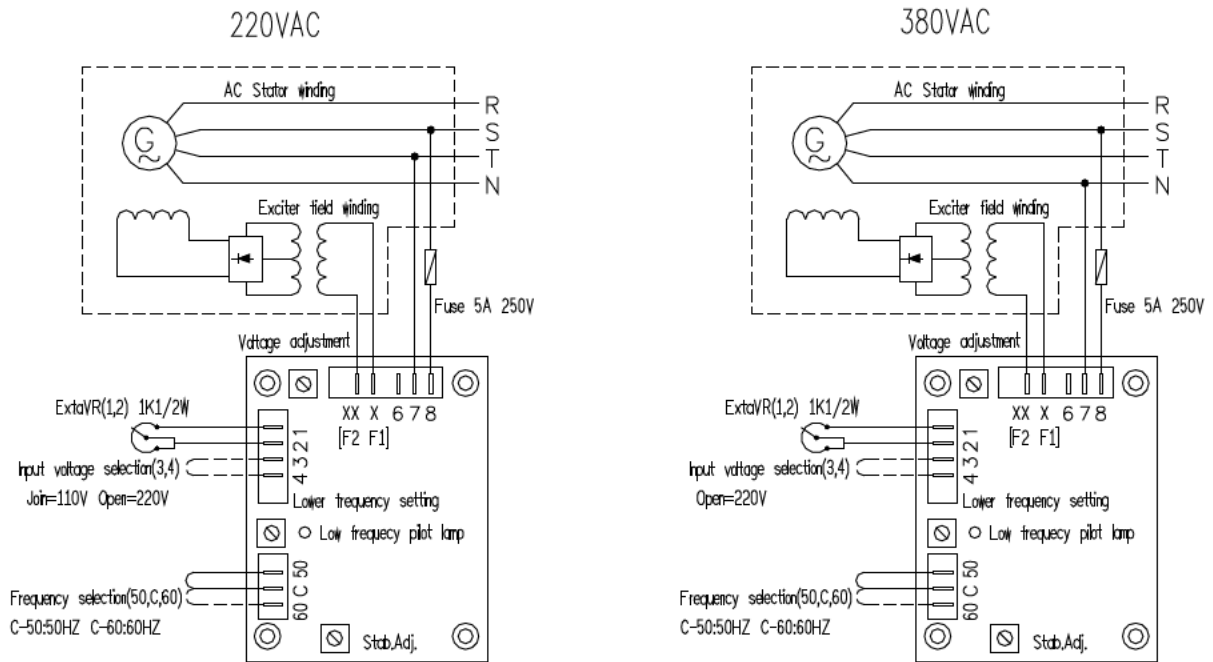 220VAC
AC Stator winding
R
S
T
N
G
~
Exciter field winding
Fuse 5A 250V
Voltage adjustment
XX X 6 7 8
[F2 F1]
ExtaVR(1,2) 1K1/2W
4 3 2 1
Input voltage selection(3,4)
Join=110V Open=220V
Lower frequency setting
Low frequecy pilot lamp
60 C 50
Frequency selection(50,C,60)
C-50:50HZ C-60:60HZ
Stab.Adj.
380VAC
AC Stator winding
R
S
T
N
G
~
Exciter field winding
Fuse 5A 250V
Voltage adjustment
XX X 6 7 8
[F2 F1]
ExtaVR(1,2) 1K1/2W
4 3 2 1
Input voltage selection(3,4)
Open=220V
Lower frequency setting
Low frequecy pilot lamp
60 C 50
Frequency selection(50,C,60)
C-50:50HZ C-60:60HZ
Stab.Adj.